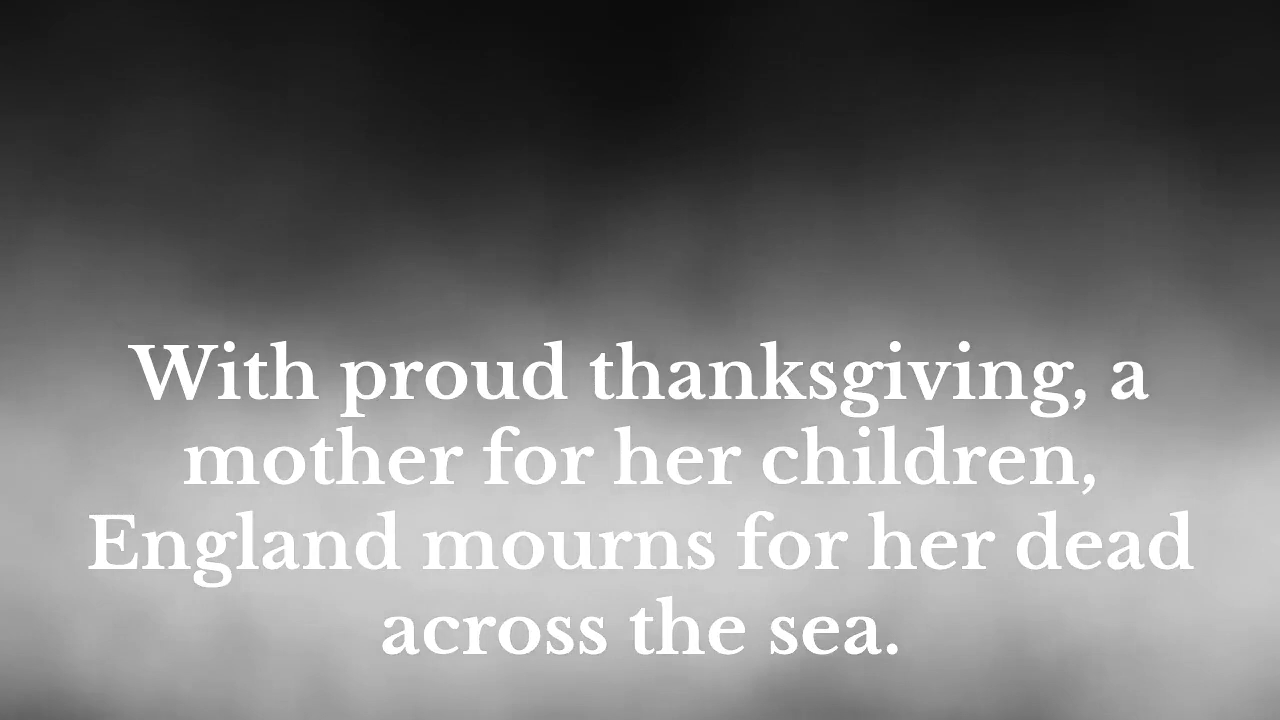 With proud thanksgiving, a
mother for her children,
England mourns for her dead
across the sea.